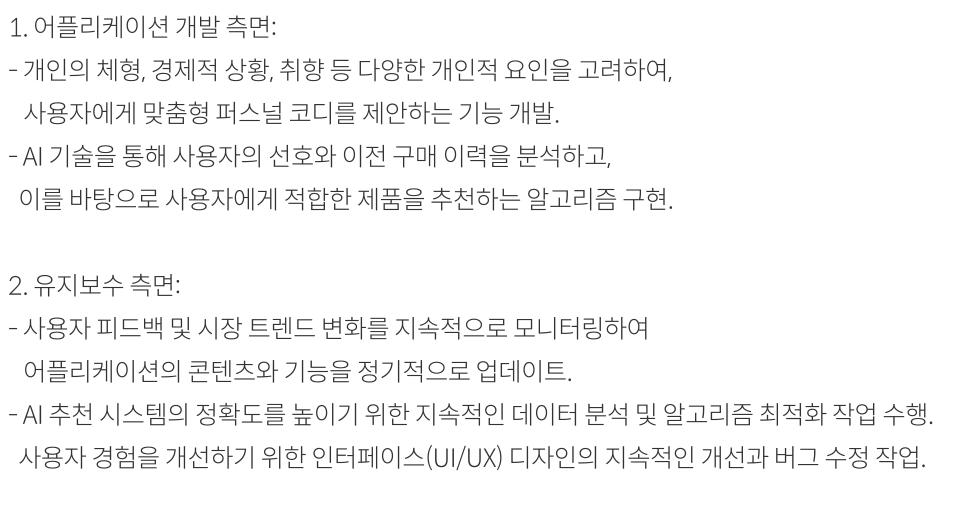 1. 어플리케이션 개발 측면:
- 개인의 체형, 경제적 상황, 취향 등 다양한 개인적 요인을 고려하여,
사용자에게 맞춤형 퍼스널 코디를 제안하는 기능 개발.
- AI 기술을 통해 사용자의 선호와 이전 구매 이력을 분석하고,
이를 바탕으로 사용자에게 적합한 제품을 추천하는 알고리즘 구현.
2. 유지보수 측면:
- 사용자 피드백 및 시장 트렌드 변화를 지속적으로 모니터링하여
어플리케이션의 콘텐츠와 기능을 정기적으로 업데이트.
- AI 추천 시스템의 정확도를 높이기 위한 지속적인 데이터 분석 및 알고리즘 최적화 작업 수행.
사용자 경험을 개선하기 위한 인터페이스(UI/UX) 디자인의 지속적인 개선과 버그 수정 작업.